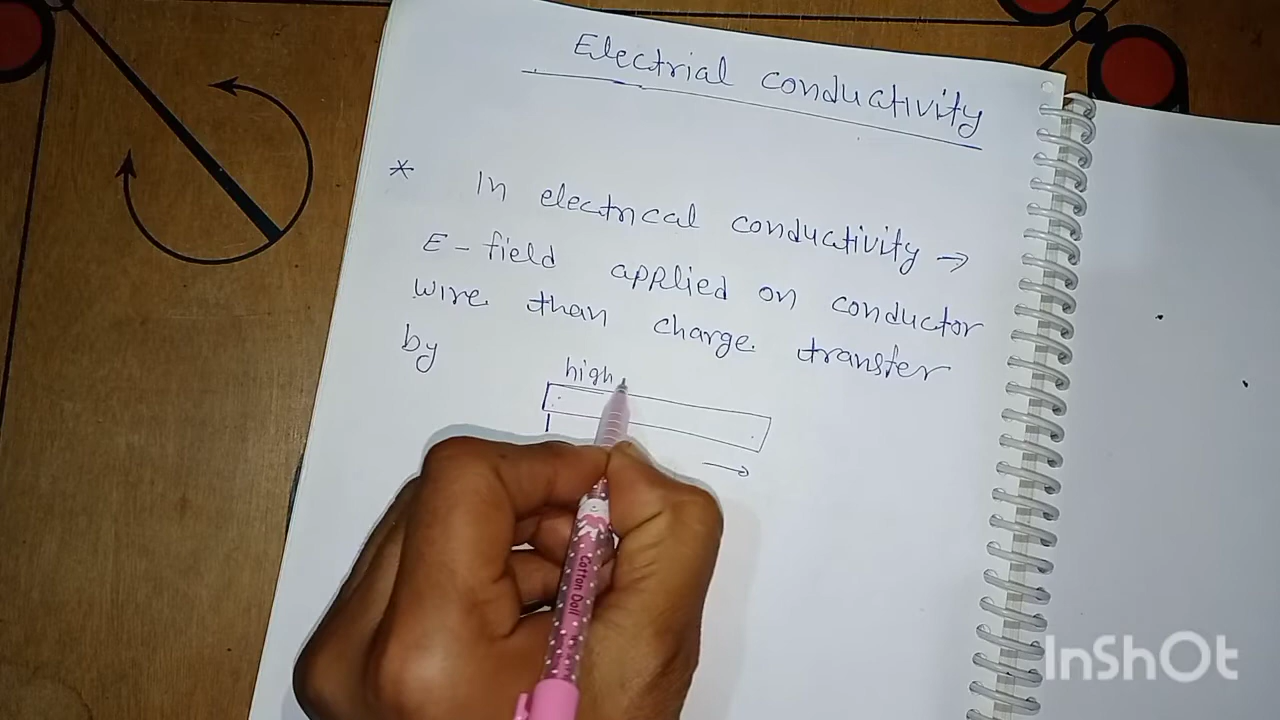 Electrial conductivity
* In electrical conductivity →
E - field applied on conductor
wire than charge transfer
by
high
Cotton Doll
InShOt